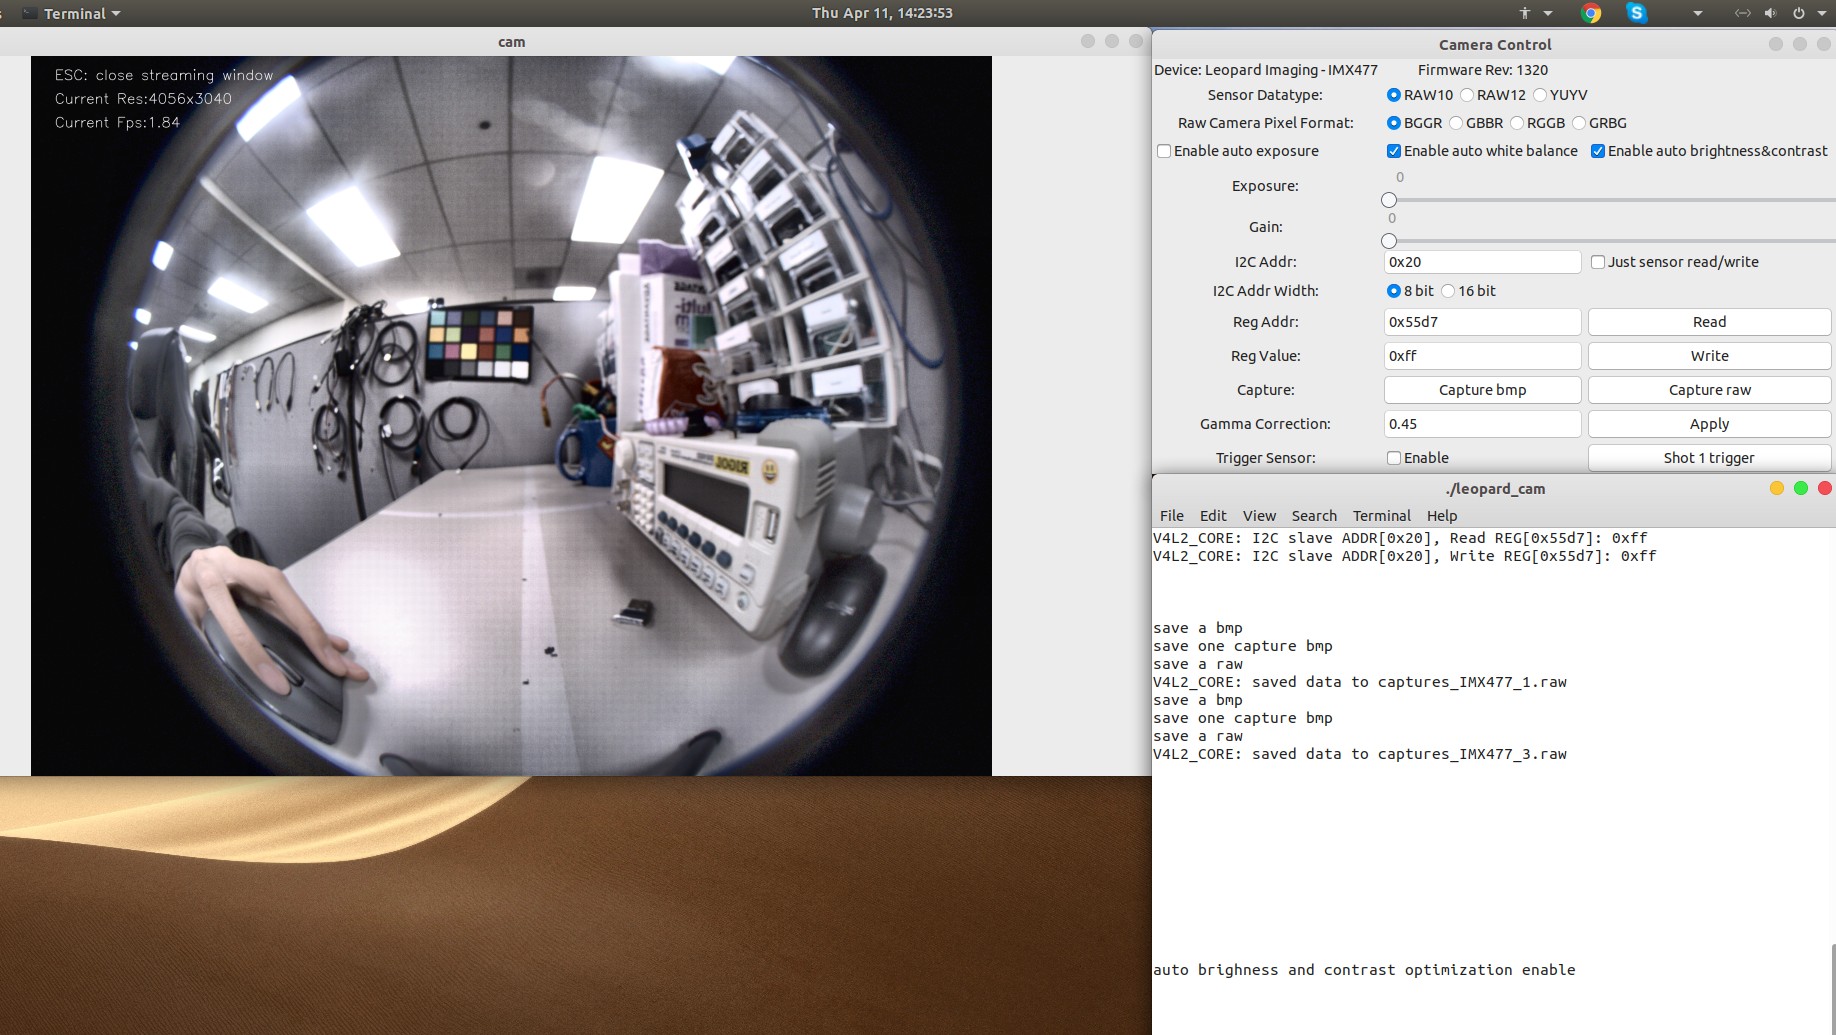 Terminal
Thu Apr 11, 14:23:53
cam
ESC: close streaming window
Current Res:4056x3040
Current Fps:1.84
RIGOL
Camera Control
Device: Leopard Imaging - IMX477 Firmware Rev: 1320
Sensor Datatype: RAW10 RAW12 YUYV
Raw Camera Pixel Format: BGGR GBBR RGGB GRBG
Enable auto exposure Enable auto white balance Enable auto brightness&contrast
0
Exposure:
0
Gain:
I2C Addr: 0x20 Just sensor read/write
I2C Addr Width: 8 bit 16 bit
Reg Addr: 0x55d7 Read
Reg Value: 0xff Write
Capture: Capture bmp Capture raw
Gamma Correction: 0.45 Apply
Trigger Sensor: Enable Shot 1 trigger
./leopard_cam
File Edit View Search Terminal Help
V4L2_CORE: I2C slave ADDR[0x20], Read REG[0x55d7]: 0xff
V4L2_CORE: I2C slave ADDR[0x20], Write REG[0x55d7]: 0xff
save a bmp
save one capture bmp
save a raw
V4L2_CORE: saved data to captures_IMX477_1.raw
save a bmp
save one capture bmp
save a raw
V4L2_CORE: saved data to captures_IMX477_3.raw
auto brighness and contrast optimization enable